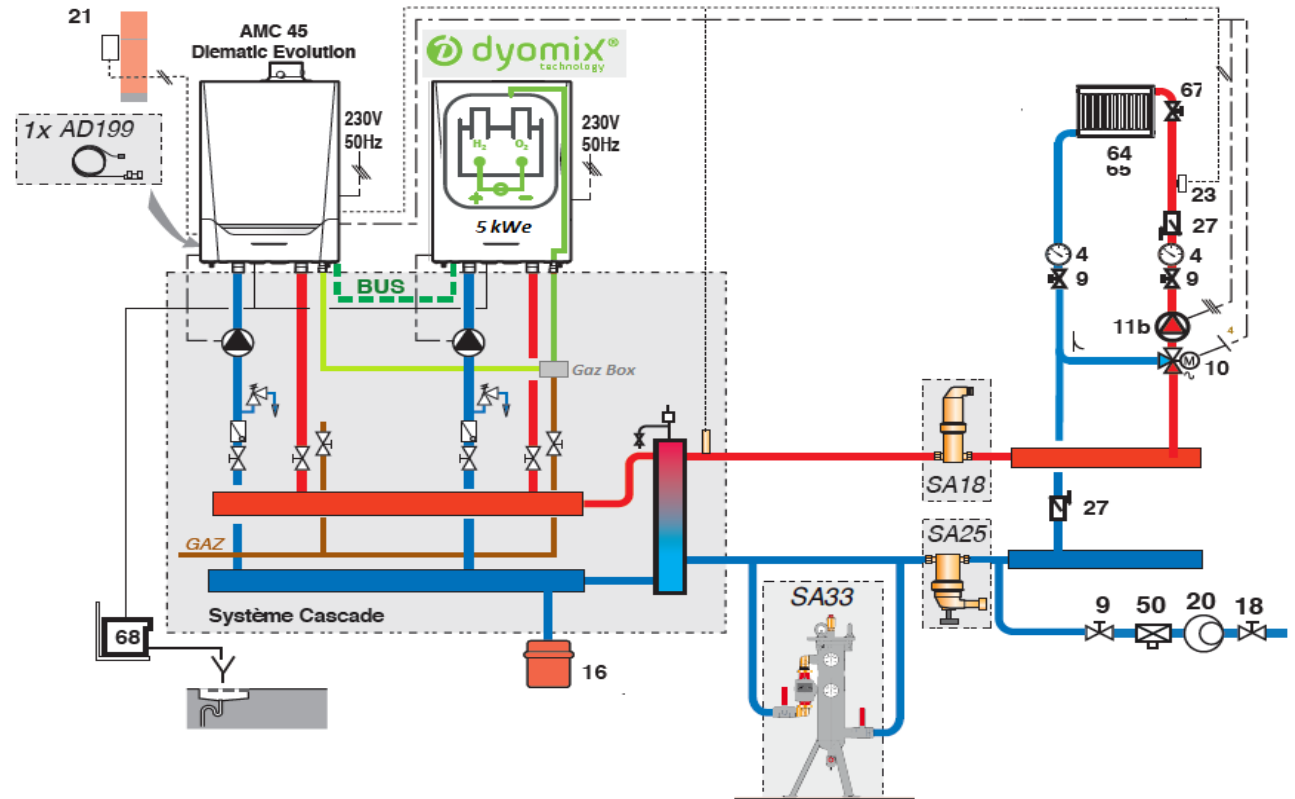 21
AMC 45
Diematic Evolution
dyomix®
technology
1x AD199
230V
50Hz
H2
O2
+
-
5 kWe
230V
50Hz
67
64
65
23
27
4
4
9
9
BUS
11b
4
M
10
Gaz Box
SA18
27
GAZ
SA25
Système Cascade
SA33
9
50
20
18
68
16